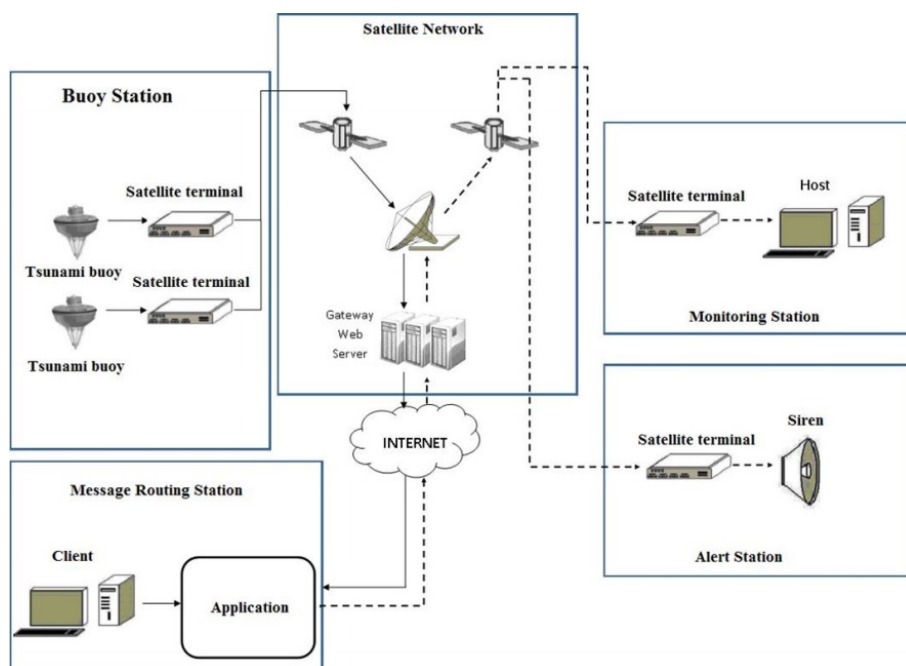 Satellite Network
Buoy Station
Satellite terminal
Tsunami buoy
Satellite terminal
Tsunami buoy
Gateway
Web
Server
INTERNET
Satellite terminal
Host
Monitoring Station
Siren
Satellite terminal
Alert Station
Message Routing Station
Client
Application